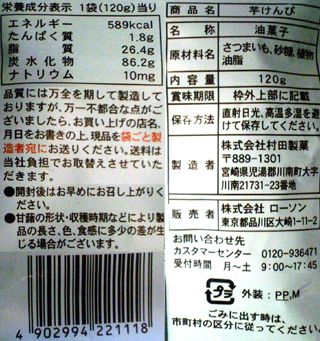 栄養成分表示 1袋(120g)当り
エネルギー 589kcal
たんぱく質 1.8g
脂質 26.4g
炭水化物 86.2g
ナトリウム 10mg
品質には万全を期して製造して
おりますが、万一不都合な点がご
ざいましたら、お買い上げの店名、
月日をお書きの上、現品を袋ごと製
造者宛にお送りください。送料は
当社負担でお取替えさせていた
だきます。
●開封後はお早めにお召し上がりく
ださい。
●甘藷の形状・収穫時期などにより製
品の長さ、色、食感に多少の差が生
じる場合がございます。
4 902994 221118
商品名 芋けんぴ
名称 油菓子
原材料名 さつまいも、砂糖、植物
油脂
内容量 120g
賞味期限 枠外上部に記載
保存方法 直射日光、高温多湿を避
けて保存してください。
製造者 株式会社 村田製菓
〒889-1301
宮崎県児湯郡川南町大字
川南21731-23番地
販売者 株式会社 ローソン
東京都品川区大崎1-11-2
お問い合わせ先
カスタマーセンター 0120-936471
受付時間 月~土 9:00~17:45
プラ 外装:PP,M
ごみに出す時は、
市町村の区分に従ってください。